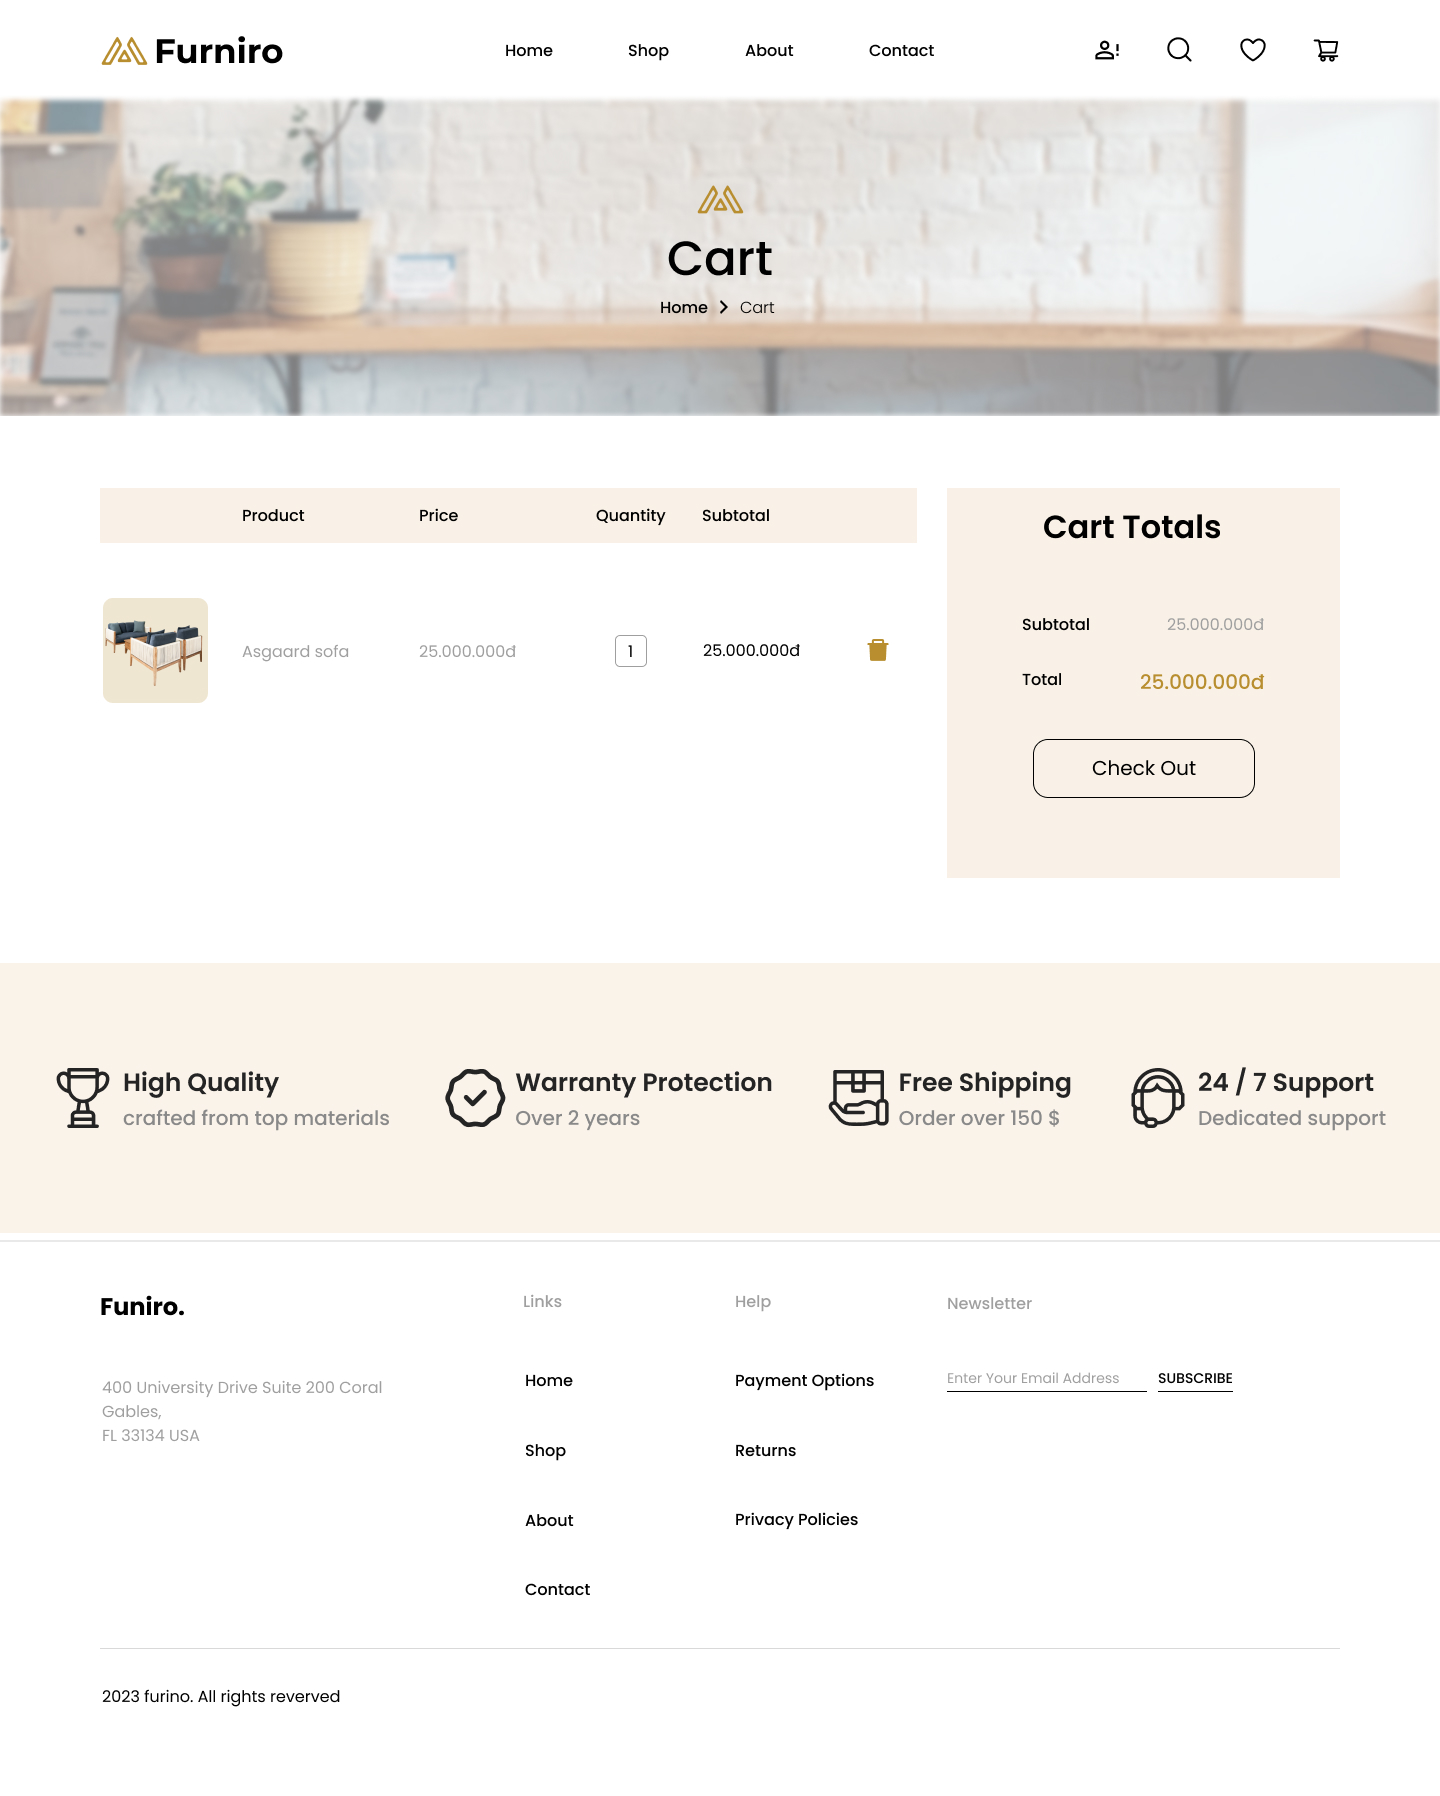 Furniro
Home Shop About Contact
Cart
Home > Cart
Product Price Quantity Subtotal
Asgaard sofa 25.000.000đ 1 25.000.000đ
Cart Totals
Subtotal 25.000.000đ
Total 25.000.000đ
Check Out
High Quality
crafted from top materials
Warranty Protection
Over 2 years
Free Shipping
Order over 150 $
24 / 7 Support
Dedicated support
Funiro.
400 University Drive Suite 200 Coral
Gables,
FL 33134 USA
Links
Home
Shop
About
Contact
Help
Payment Options
Returns
Privacy Policies
Newsletter
Enter Your Email Address SUBSCRIBE
2023 furino. All rights reverved